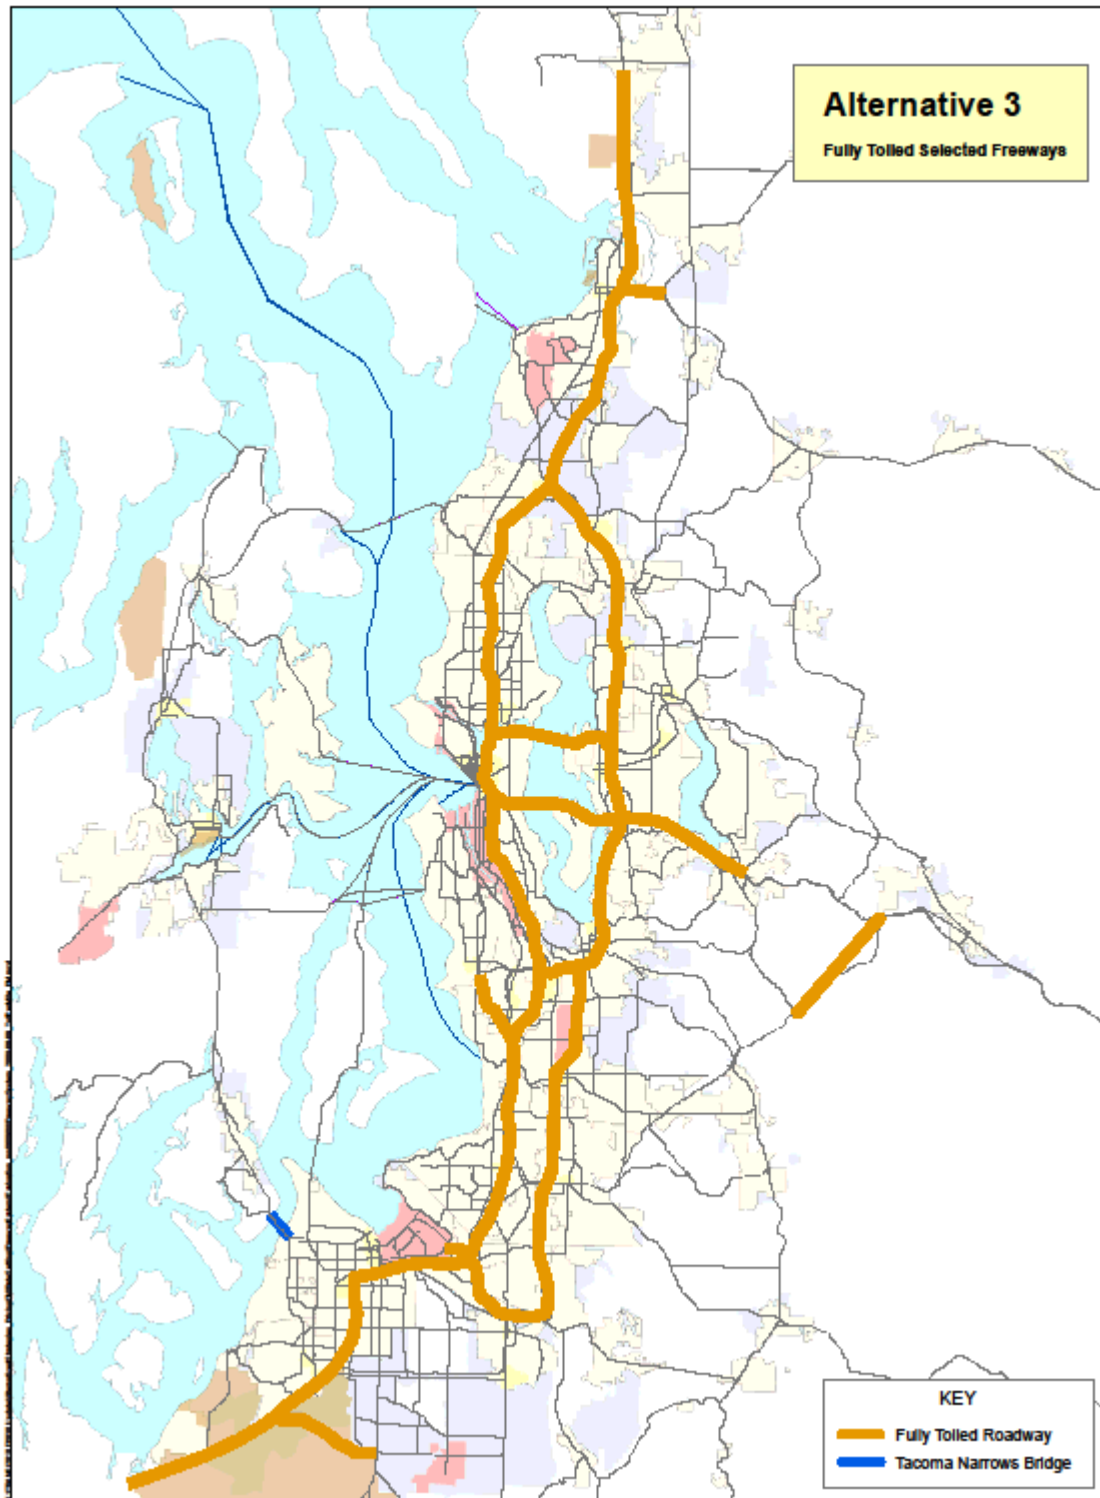 Alternative 3
Fully Tolled Selected Freeways
KEY
Fully Tolled Roadway
Tacoma Narrows Bridge